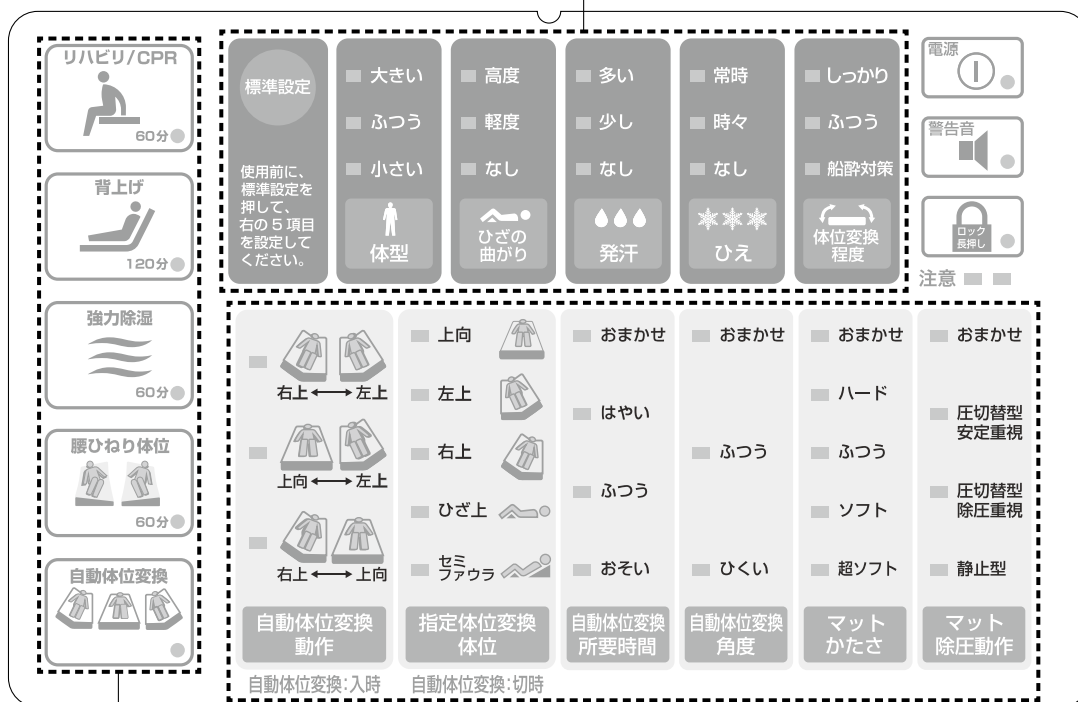 リハビリ/CPR
60分
背上げ
120分
強力除湿
60分
腰ひねり体位
60分
自動体位変換
標準設定
使用前に、
標準設定を
押して、
右の5項目
を設定して
ください。
大きい
ふつう
小さい
体型
高度
軽度
なし
ひざの
曲がり
多い
少し
なし
発汗
常時
時々
なし
ひえ
しっかり
ふつう
船酔対策
体位変換
程度
電源
警告音
ロック
長押し
注意
右上 左上
上向 左上
右上 上向
自動体位変換
動作
自動体位変換:入時
上向
左上
右上
ひざ上
セミ
ファウラ
指定体位変換
体位
自動体位変換:切時
おまかせ
はやい
ふつう
おそい
自動体位変換
所要時間
おまかせ
ふつう
ひくい
自動体位変換
角度
おまかせ
ハード
ふつう
ソフト
超ソフト
マット
かたさ
おまかせ
圧切替型
安定重視
圧切替型
除圧重視
静止型
マット
除圧動作